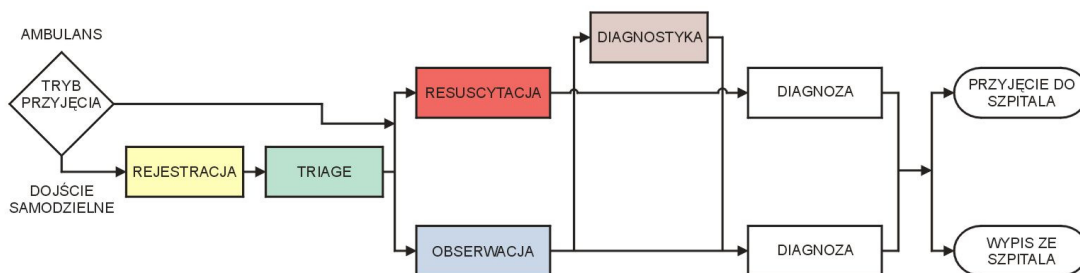 AMBULANS
TRYB
PRZYJĘCIA
DOJŚCIE
SAMODZIELNE
REJESTRACJA
TRIAGE
RESUSCYTACJA
OBSERWACJA
DIAGNOSTYKA
DIAGNOZA
DIAGNOZA
PRZYJĘCIE DO
SZPITALA
WYPIS ZE
SZPITALA